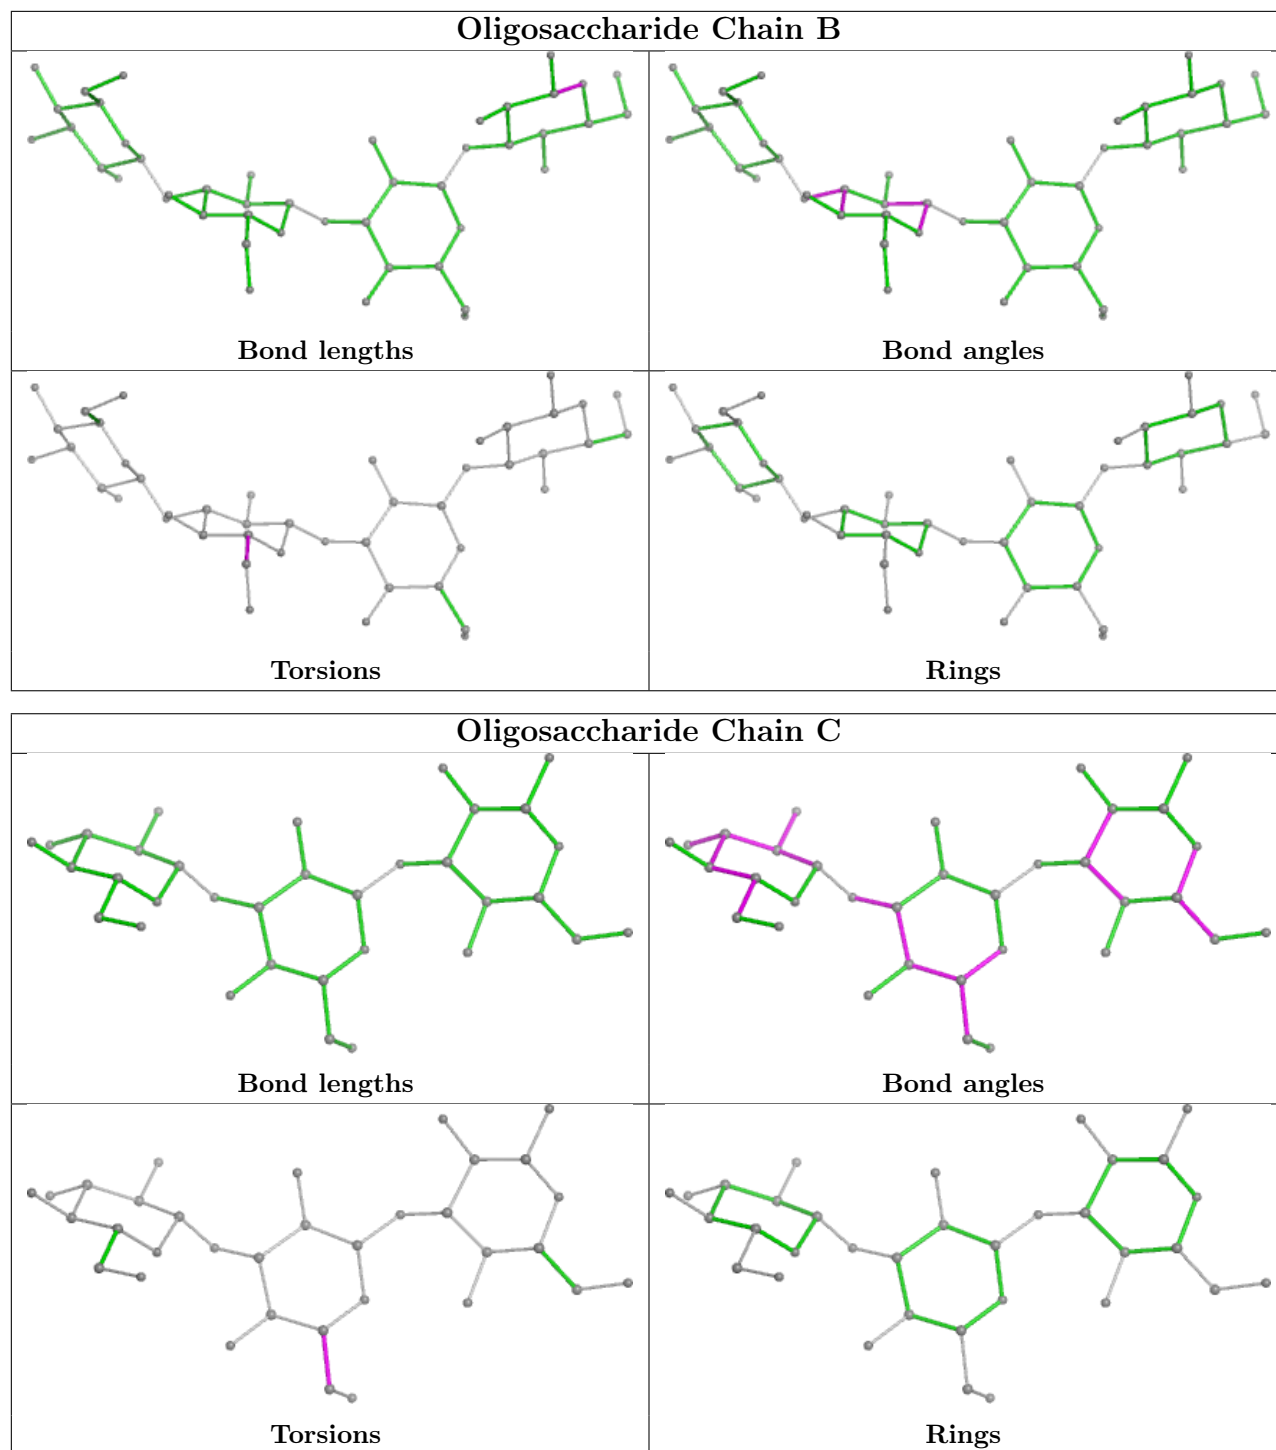 Oligosaccharide Chain B
Bond lengths
Bond angles
Torsions
Rings
Oligosaccharide Chain C
Bond lengths
Bond angles
Torsions
Rings